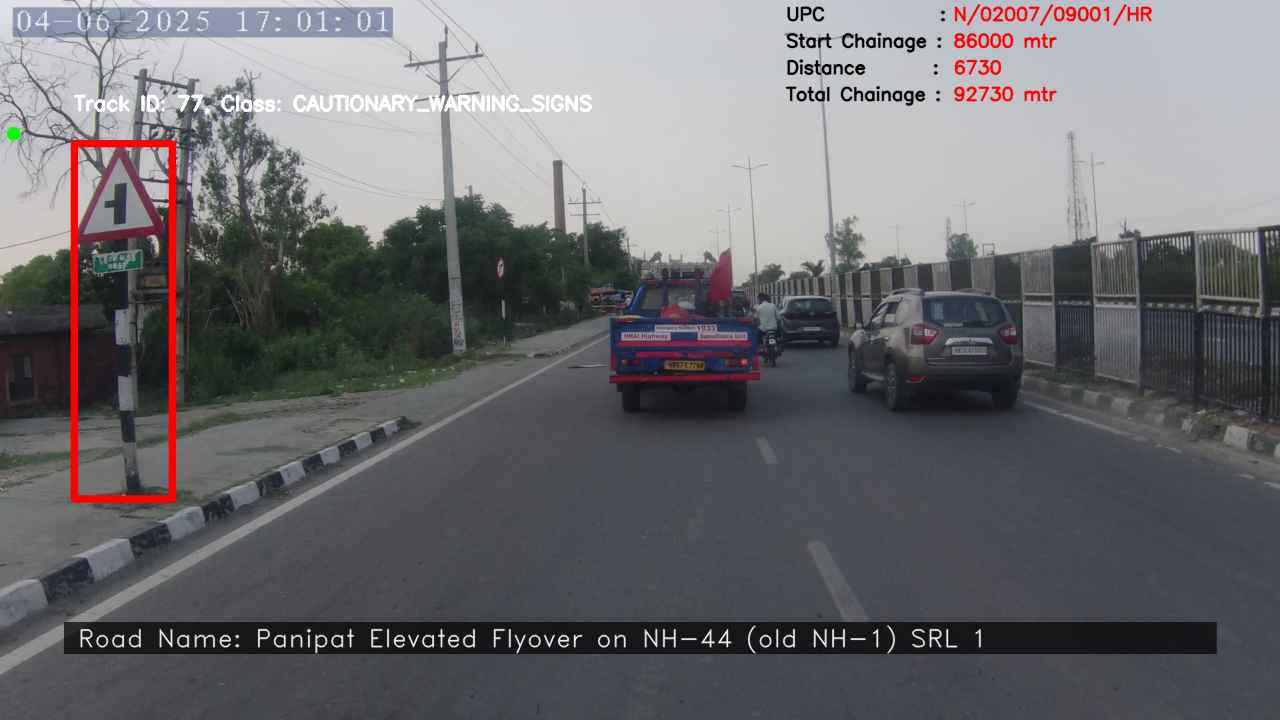 04-06-2025 17:01:01
UPC : N/02007/09001/HR
Start Chainage : 86000 mtr
Distance : 6730
Total Chainage : 92730 mtr
Track ID: 77, Class: CAUTIONARY_WARNING_SIGNS
NHAI Highway
Road Name: Panipat Elevated Flyover on NH-44 (old NH-1) SRL 1